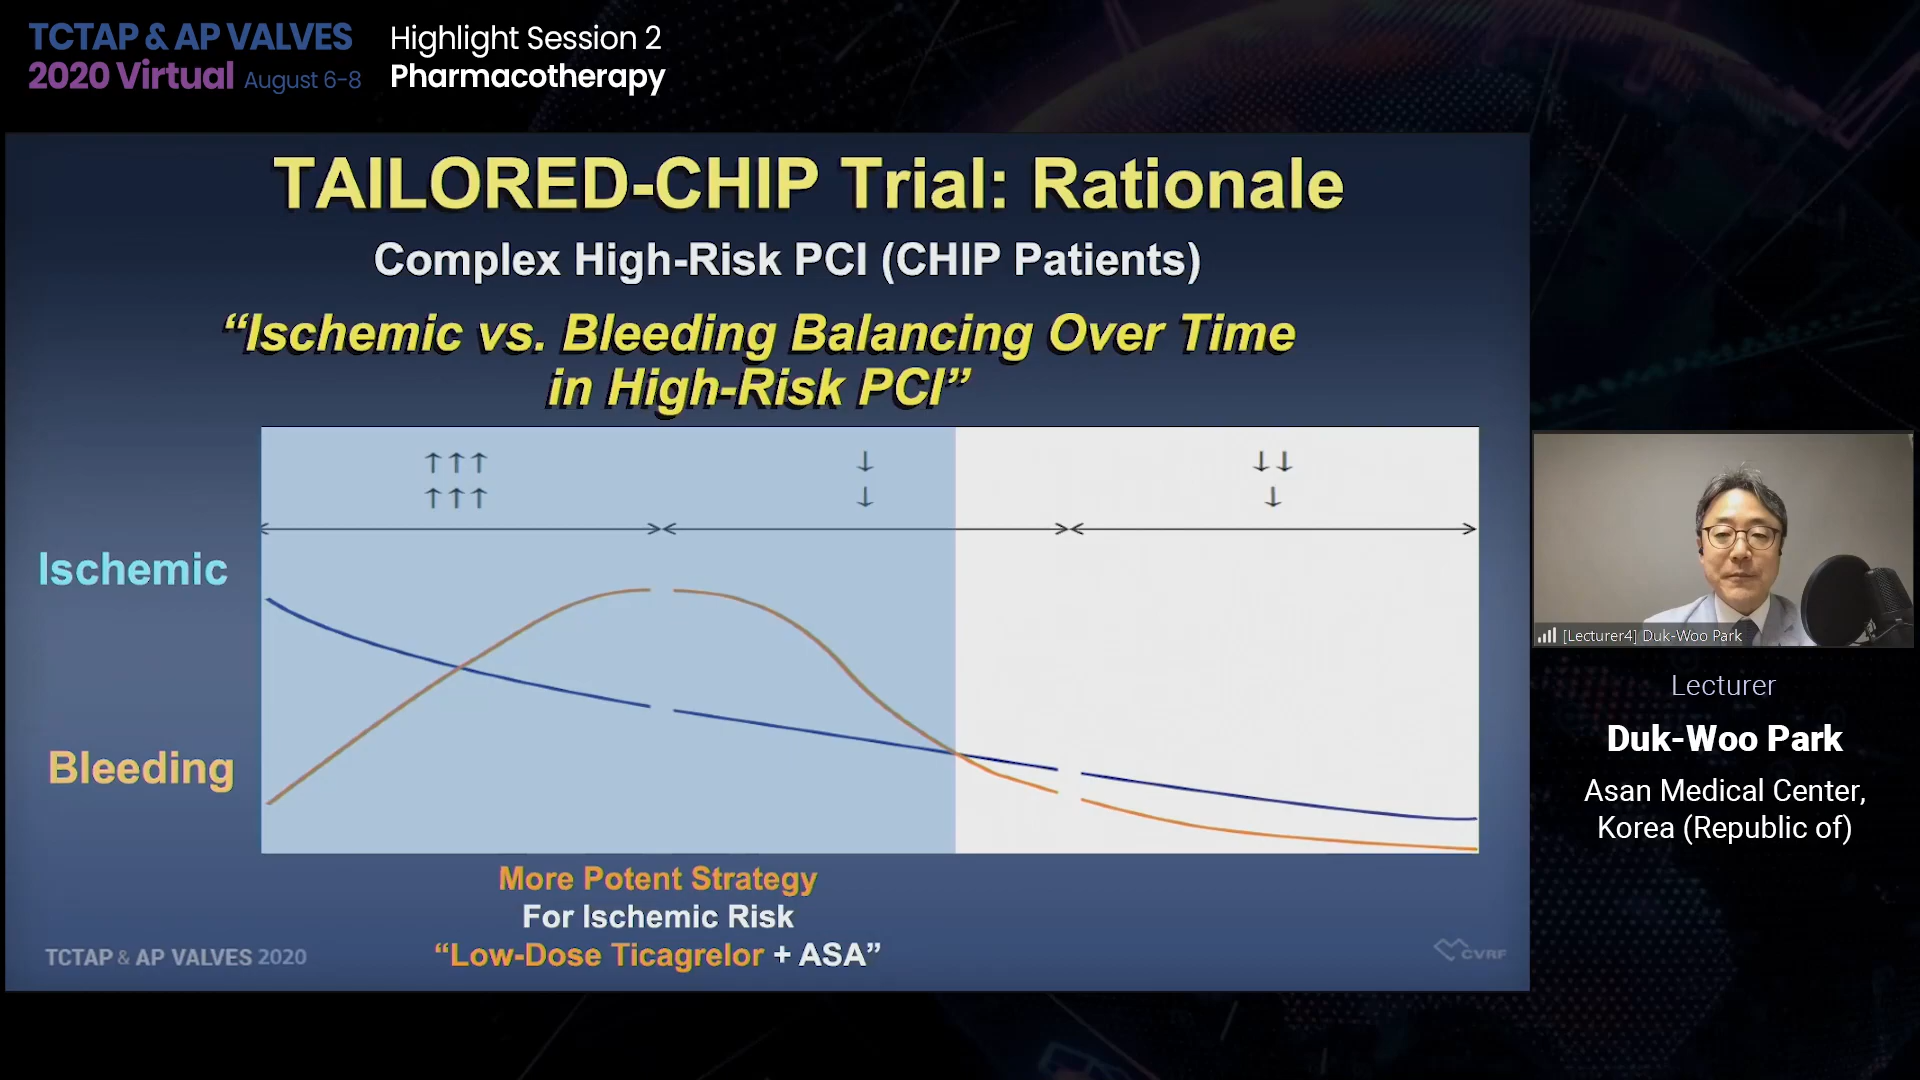 TCTAP & AP VALVES
2020 Virtual August 6-8
Highlight Session 2
Pharmacotherapy
TAILORED-CHIP Trial: Rationale
Complex High-Risk PCI (CHIP Patients)
“Ischemic vs. Bleeding Balancing Over Time
in High-Risk PCI”
↑↑↑ ↓ ↓↓
↑↑↑ ↓ ↓
Ischemic
Bleeding
More Potent Strategy
For Ischemic Risk
“Low-Dose Ticagrelor + ASA”
TCTAP & AP VALVES 2020
CVRF
[Lecturer4] Duk-Woo Park
Lecturer
Duk-Woo Park
Asan Medical Center,
Korea (Republic of)